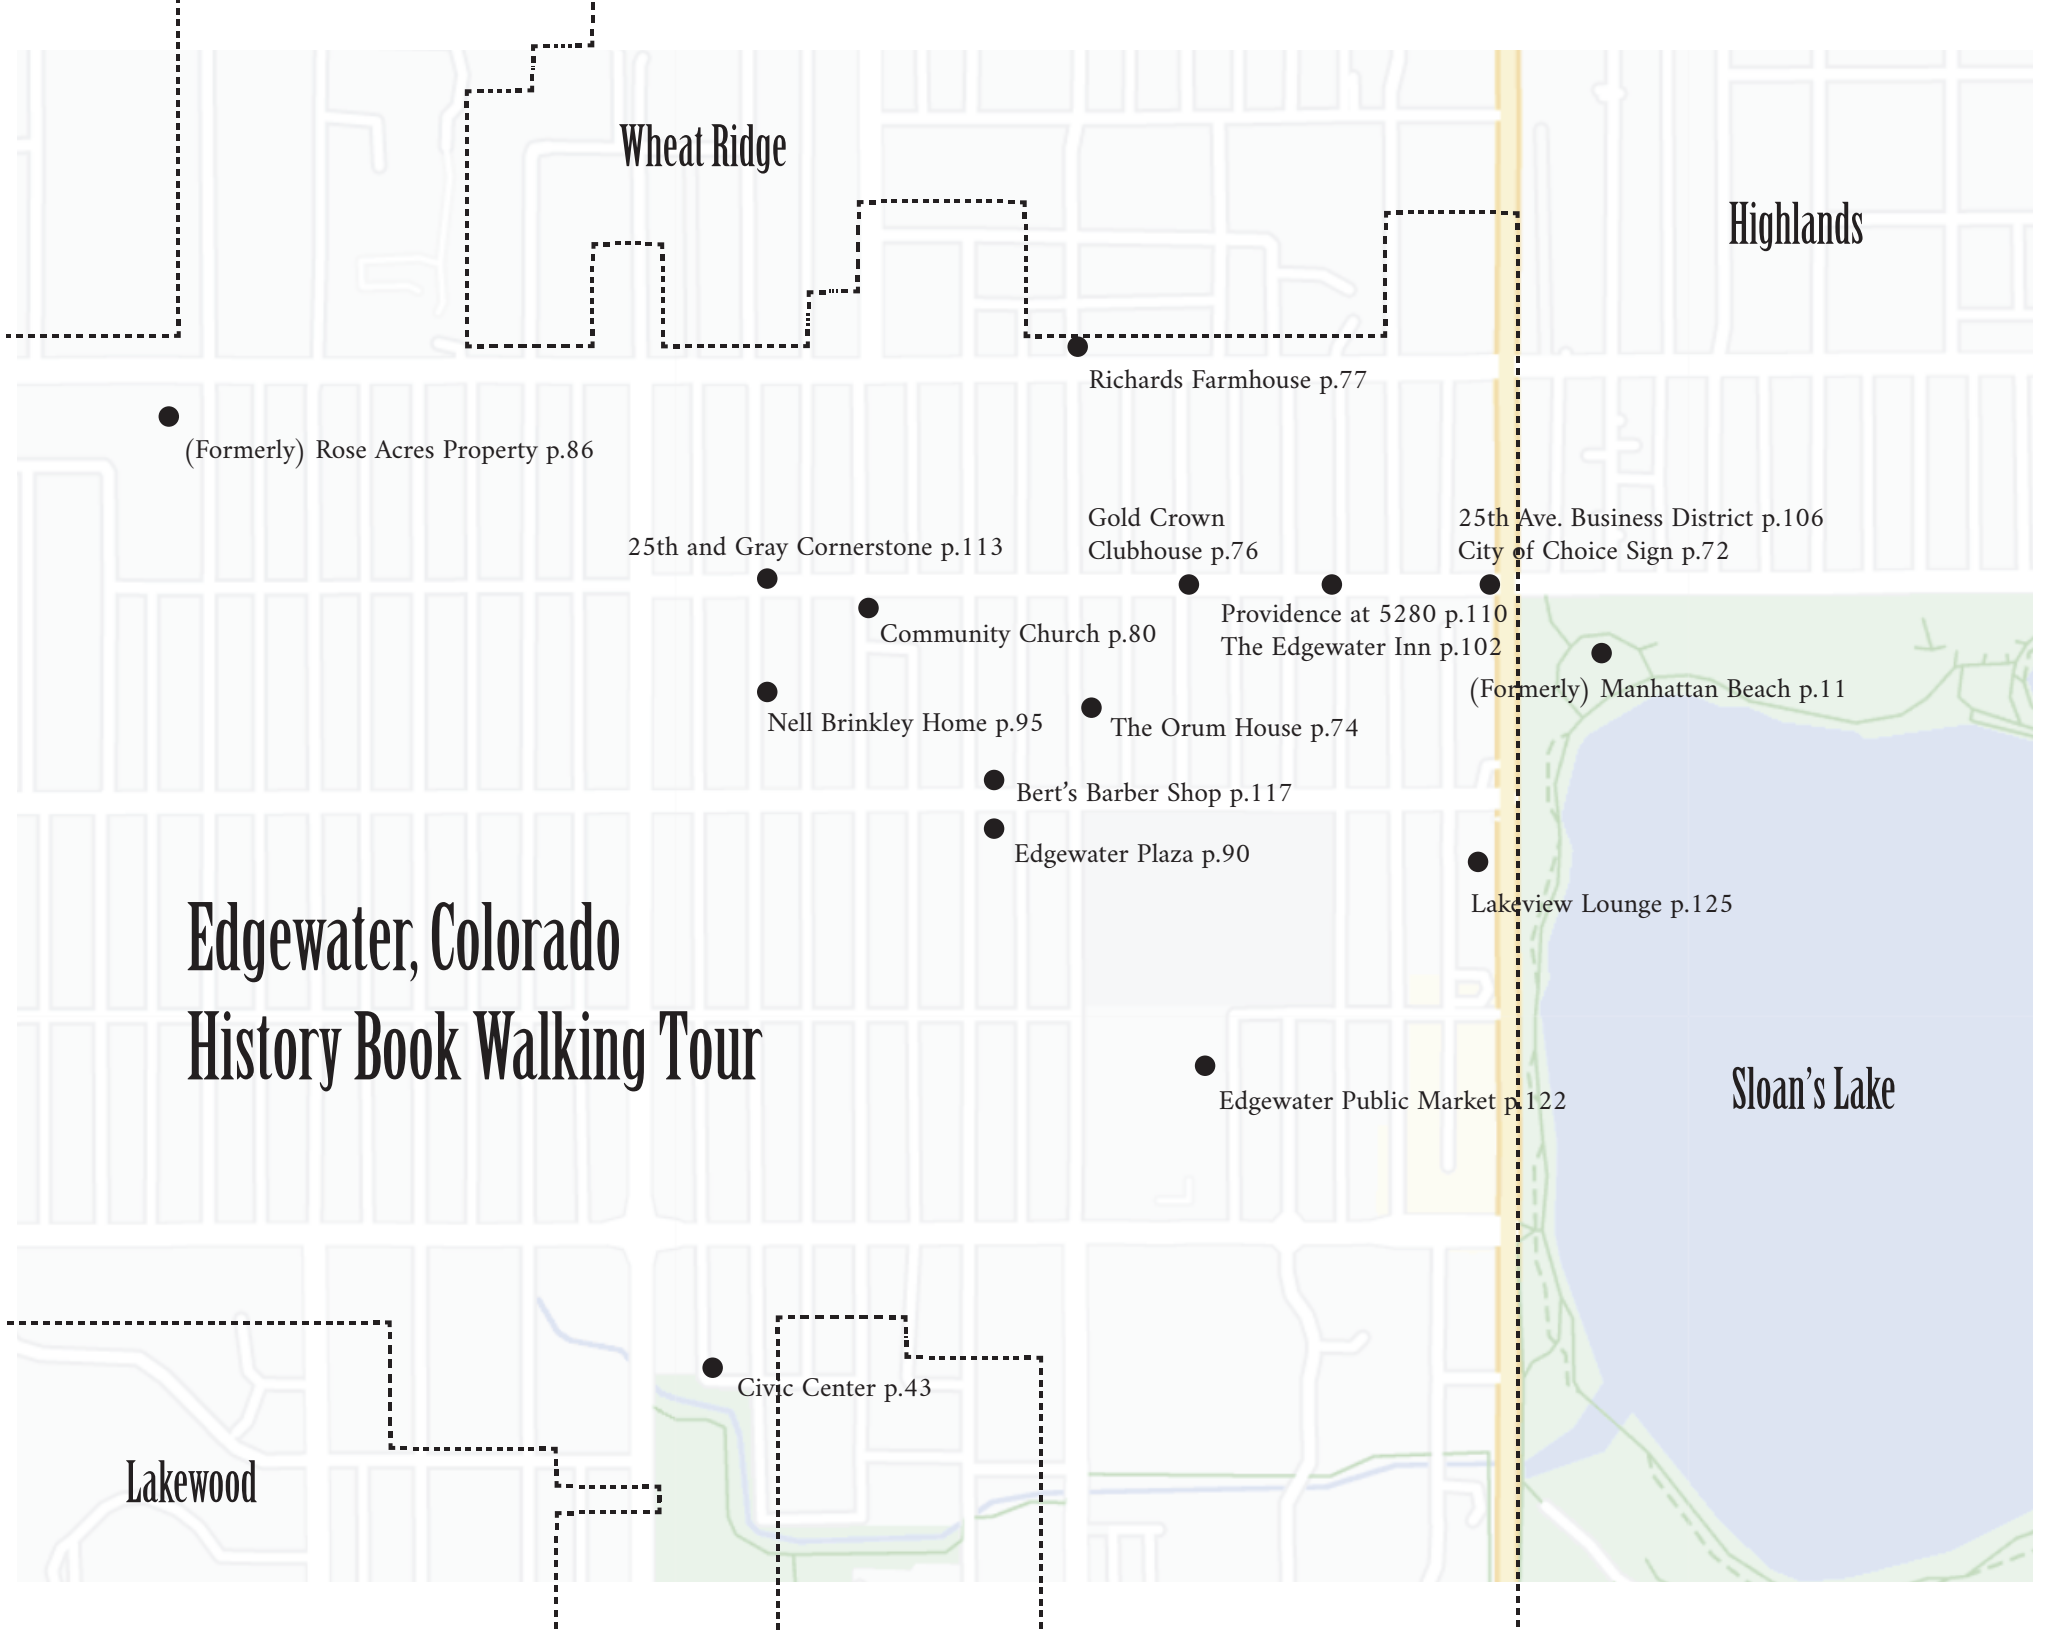 Wheat Ridge
Highlands
Richards Farmhouse p.77
(Formerly) Rose Acres Property p.86
25th and Gray Cornerstone p.113
Gold Crown
Clubhouse p.76
25th Ave. Business District p.106
City of Choice Sign p.72
Community Church p.80
Providence at 5280 p.110
The Edgewater Inn p.102
(Formerly) Manhattan Beach p.11
Nell Brinkley Home p.95
The Orum House p.74
Bert’s Barber Shop p.117
Edgewater Plaza p.90
Lakeview Lounge p.125
Edgewater, Colorado
History Book Walking Tour
Edgewater Public Market p.122
Sloan’s Lake
Civic Center p.43
Lakewood